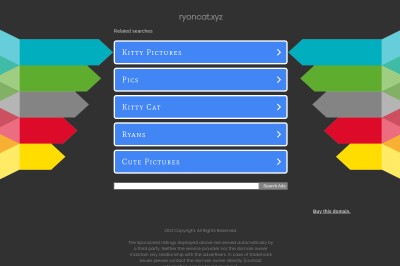 ryoncat.xyz
Related searches
Kitty Pictures
Pics
Kitty Cat
Ryans
Cute Pictures
Search Ads
Buy this domain.
2023 Copyright. All Rights Reserved.
The Sponsored Listings displayed above are served automatically by
a third party. Neither the service provider nor the domain owner
maintain any relationship with the advertisers. In case of trademark
issues please contact the domain owner directly (contact